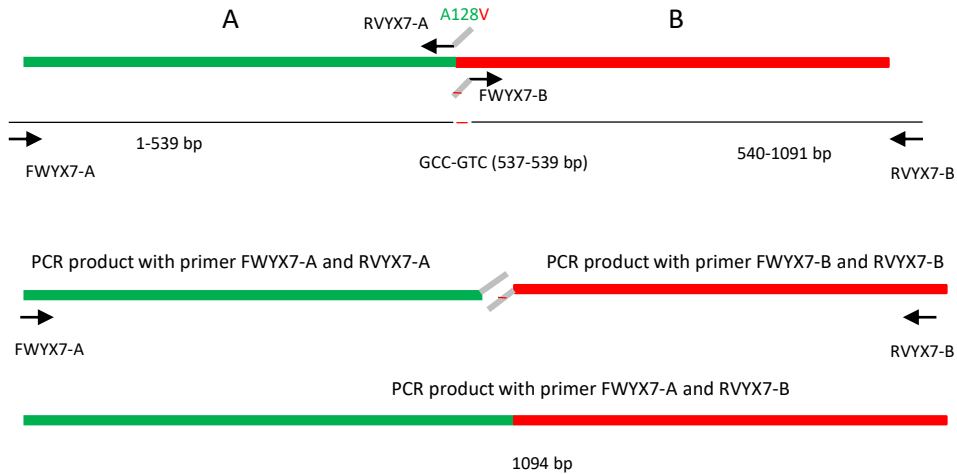 A
RVYX7-A
A128V
B
FWYX7-B
1-539 bp
GCC-GTC (537-539 bp)
540-1091 bp
FWYX7-A
RVYX7-B
PCR product with primer FWYX7-A and RVYX7-A
PCR product with primer FWYX7-B and RVYX7-B
FWYX7-A
RVYX7-B
PCR product with primer FWYX7-A and RVYX7-B
1094 bp